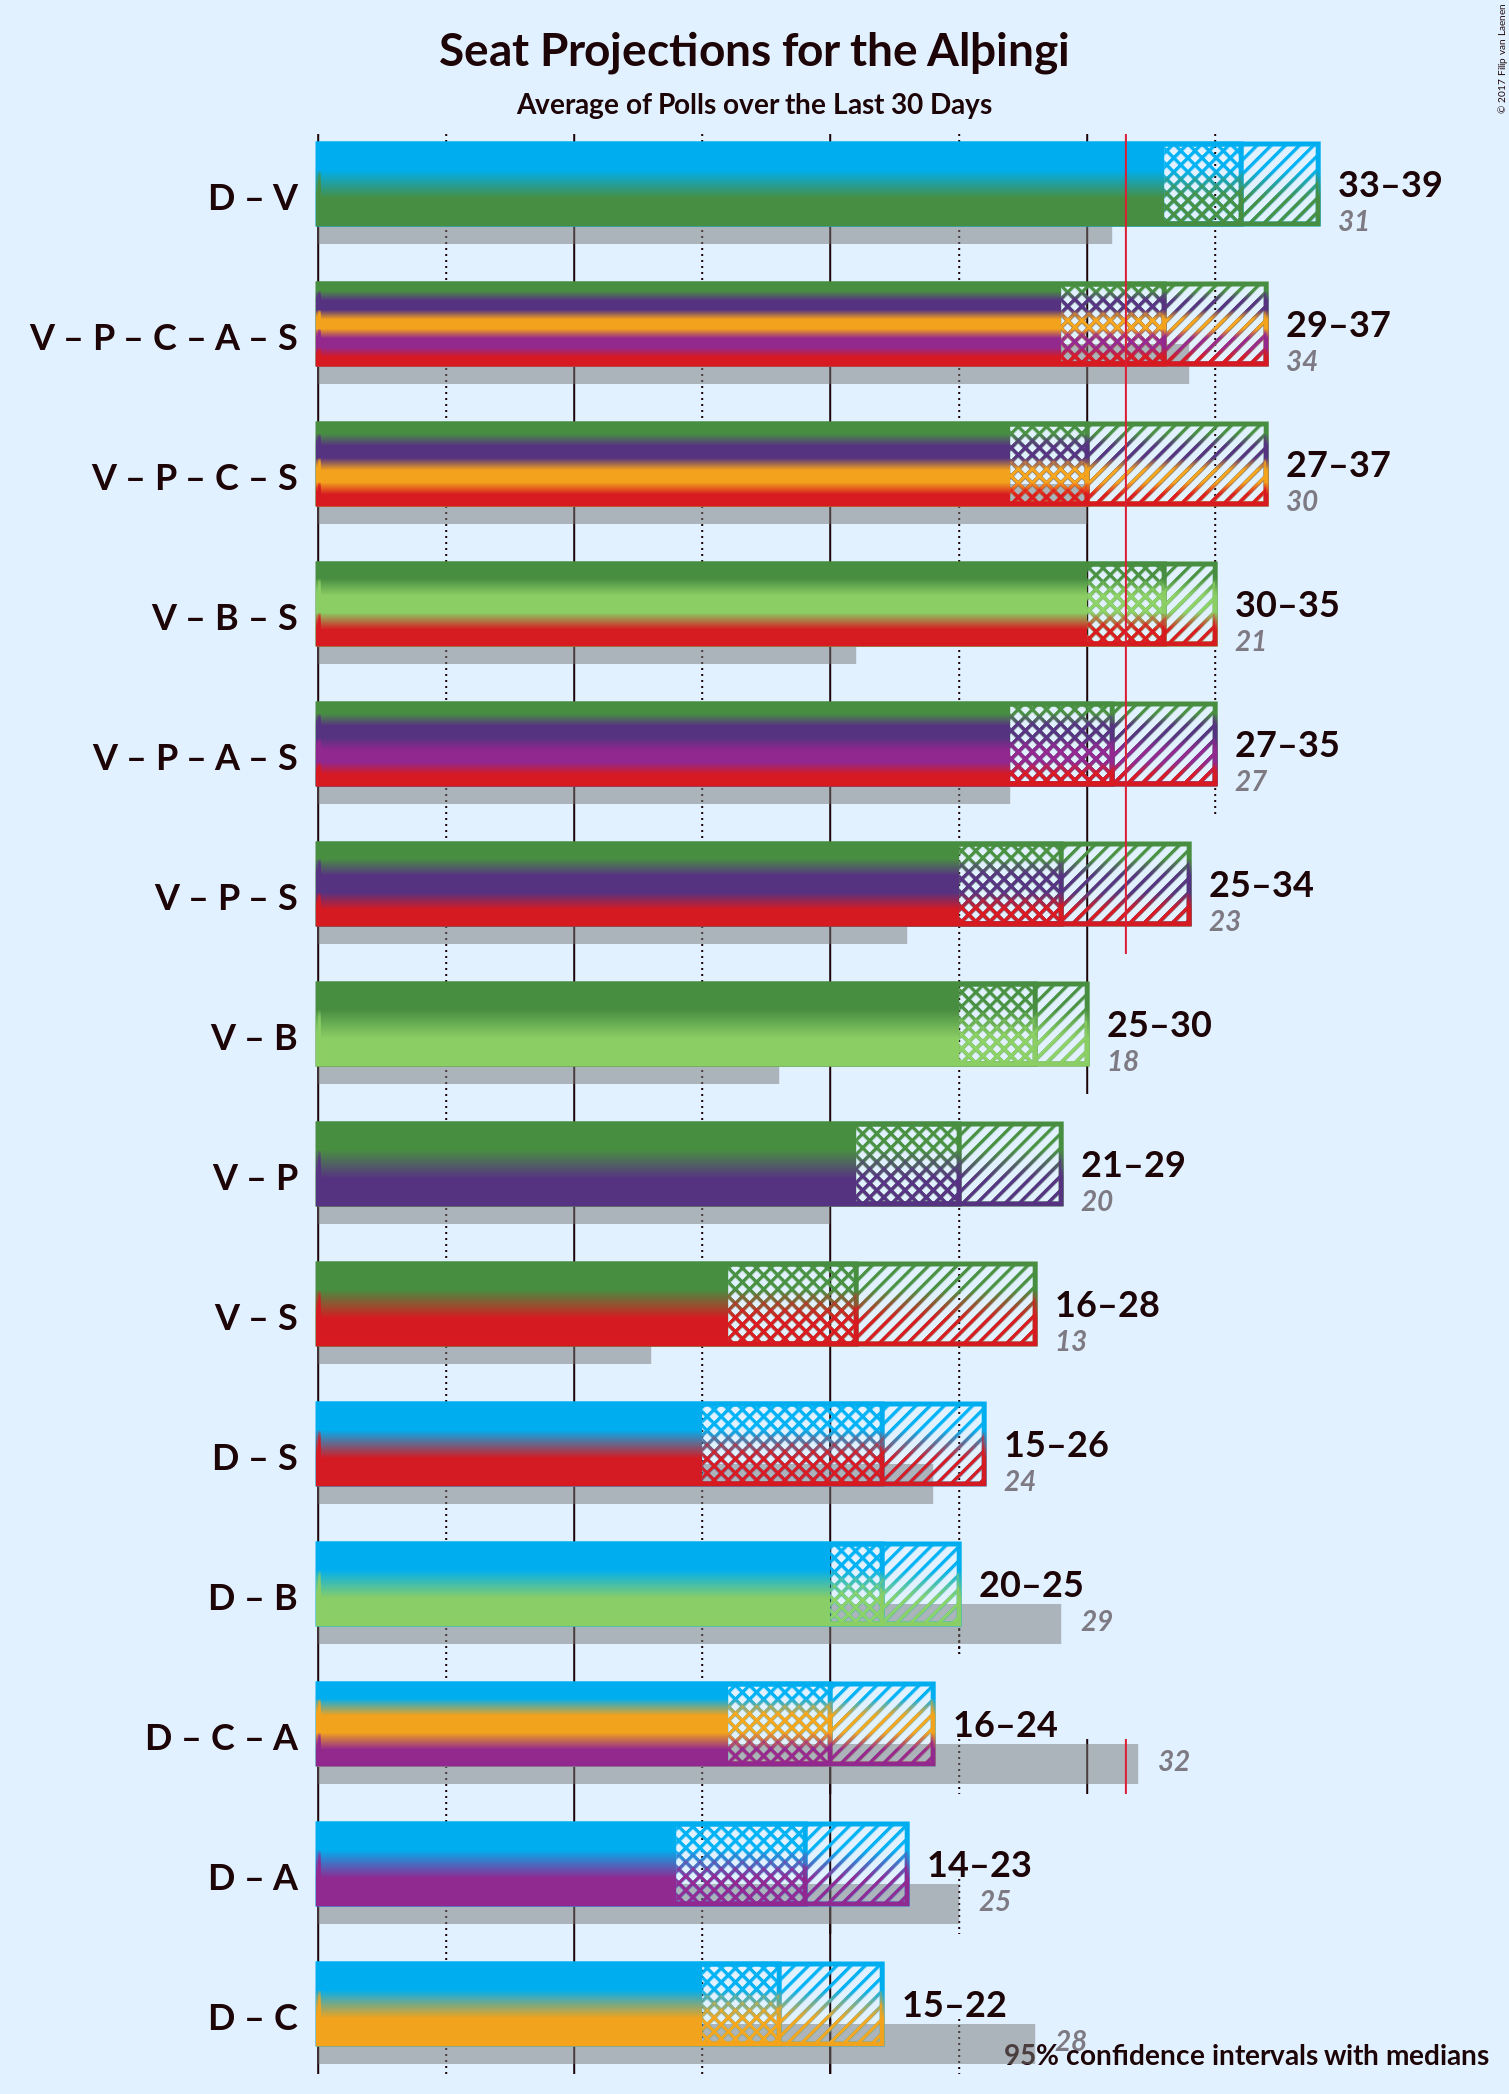 Seat Projections for the Alþingi
Average of Polls over the Last 30 Days
© 2017 Filip van Laenen
D – V
33–39
31
V – P – C – A – S
29–37
34
V – P – C – S
27–37
30
V – B – S
30–35
21
V – P – A – S
27–35
27
V – P – S
25–34
23
V – B
25–30
18
V – P
21–29
20
V – S
16–28
13
D – S
15–26
24
D – B
20–25
29
D – C – A
16–24
32
D – A
14–23
25
D – C
15–22
28
95% confidence intervals with medians